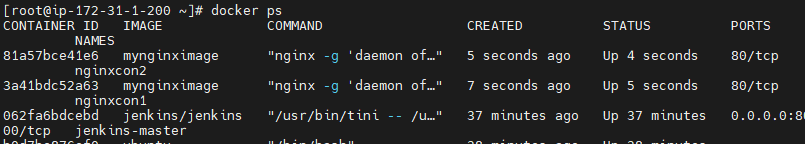 [root@ip-172-31-1-200 ~]# docker ps
CONTAINER ID IMAGE COMMAND CREATED STATUS PORTS
NAMES
81a57bce41e6 mynginximage "nginx -g 'daemon of…" 5 seconds ago Up 4 seconds 80/tcp
nginxcon2
3a41bdc52a63 mynginximage "nginx -g 'daemon of…" 7 seconds ago Up 5 seconds 80/tcp
nginxcon1
062fa6bdcebd jenkins/jenkins "/usr/bin/tini -- /u…" 37 minutes ago Up 37 minutes 0.0.0.0:80
00/tcp jenkins-master